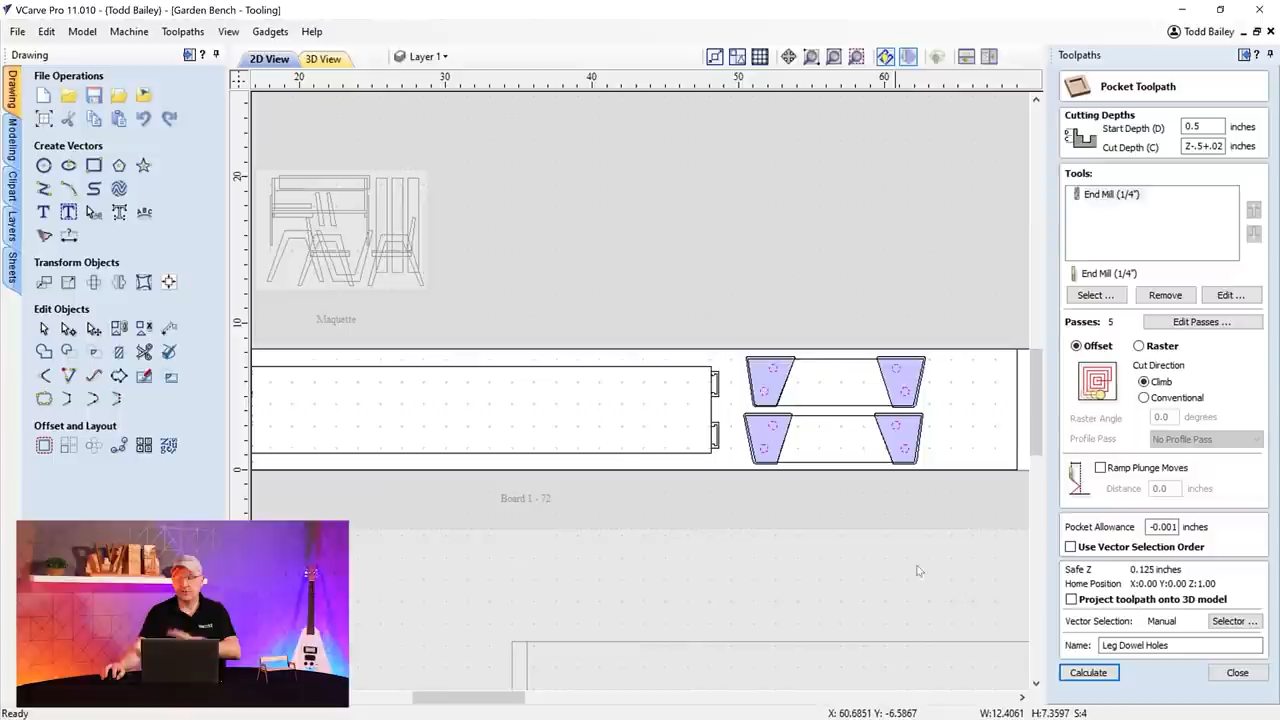 VCarve Pro 11.010 - {Todd Bailey} - [Garden Bench - Tooling]
File Edit Model Machine Toolpaths View Gadgets Help
Todd Bailey
Drawing
2D View 3D View
Layer 1
Toolpaths
Drawing
Modeling
Clipart
Layers
Sheets
File Operations
Create Vectors
Transform Objects
Edit Objects
Offset and Layout
20 30 40 50 60
20
10
0
Maquette
Board 1 - 72
Pocket Toolpath
Cutting Depths
Start Depth (D) 0.5 inches
Cut Depth (C) Z-.5+.02 inches
Tools:
End Mill (1/4")
End Mill (1/4")
Select ... Remove Edit ...
Passes: 5 Edit Passes ...
Offset Raster
Cut Direction
Climb
Conventional
Raster Angle 0.0 degrees
Profile Pass No Profile Pass
Ramp Plunge Moves
Distance 0.0 inches
Pocket Allowance -0.001 inches
Use Vector Selection Order
Safe Z 0.125 inches
Home Position X:0.00 Y:0.00 Z:1.00
Project toolpath onto 3D model
Vector Selection: Manual Selector ...
Name: Leg Dowel Holes
Calculate Close
Ready
X: 60.6851 Y: -6.5867
W:12.4061 H:7.3597 S:4